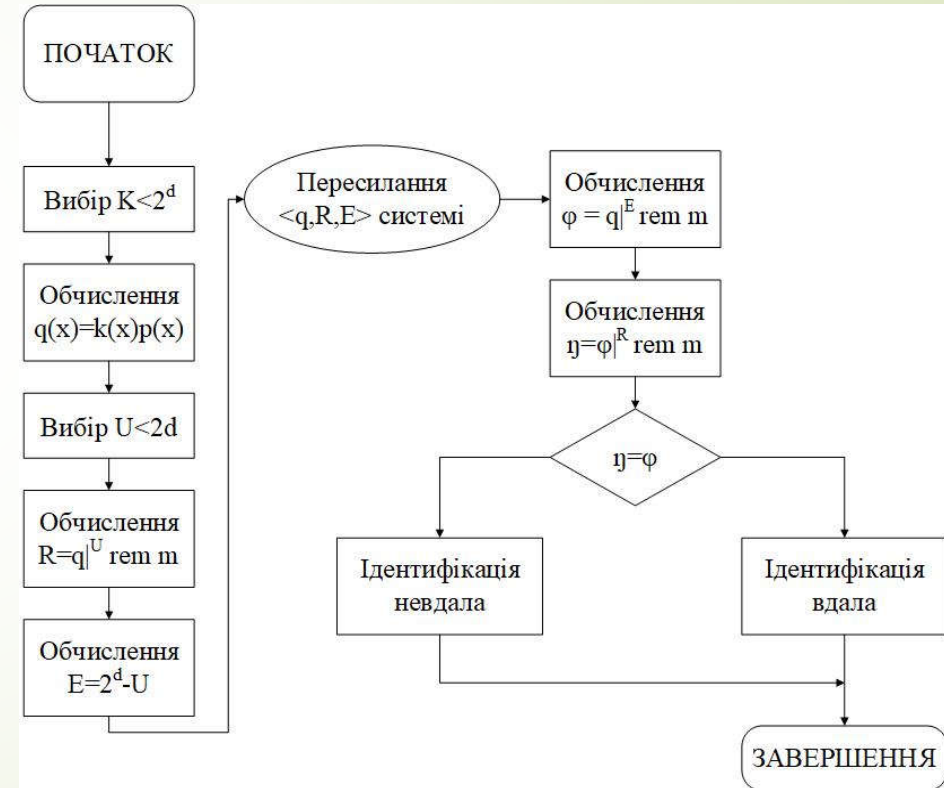 ПОЧАТОК
Вибір K<2^d
Обчислення
q(x)=k(x)p(x)
Вибір U<2d
Обчислення
R=q|^U rem m
Обчислення
E=2^d-U
Пересилання
<q,R,E> системі
Обчислення
φ = q|^E rem m
Обчислення
ŋ=φ|^R rem m
ŋ=φ
Ідентифікація
невдала
Ідентифікація
вдала
ЗАВЕРШЕННЯ